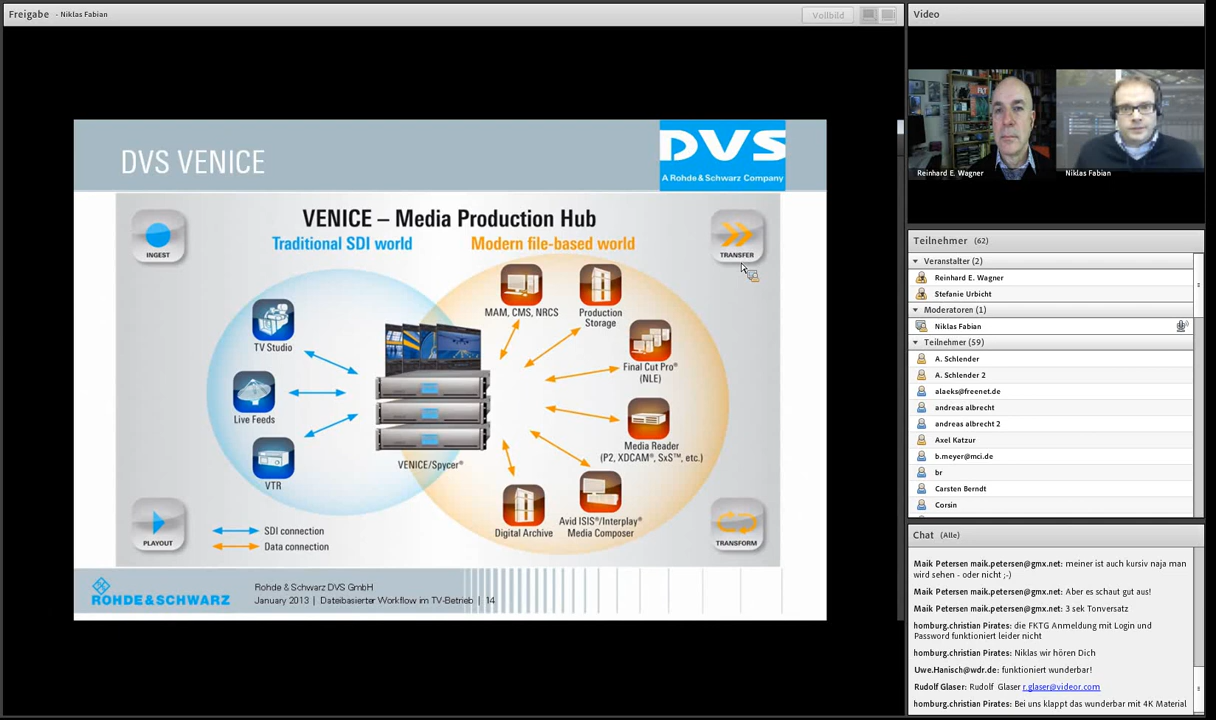 Freigabe - Niklas Fabian
Vollbild
DVS VENICE
DVS
A Rohde & Schwarz Company
VENICE – Media Production Hub
Traditional SDI world
Modern file-based world
INGEST
TRANSFER
TV Studio
Live Feeds
VTR
VENICE/Spycer®
MAM, CMS, NRCS
Production
Storage
Final Cut Pro®
(NLE)
Media Reader
(P2, XDCAM®, SxS™, etc.)
Avid ISIS®/Interplay®
Media Composer
Digital Archive
PLAYOUT
SDI connection
Data connection
TRANSFORM
ROHDE & SCHWARZ
Rohde & Schwarz DVS GmbH
January 2013 | Dateibasierter Workflow im TV-Betrieb | 14
Video
Reinhard E. Wagner
Niklas Fabian
Teilnehmer (62)
Veranstalter (2)
Reinhard E. Wagner
Stefanie Urbicht
Moderatoren (1)
Niklas Fabian
Teilnehmer (59)
A. Schlender
A. Schlender 2
alaeks@freenet.de
andreas albrecht
andreas albrecht 2
Axel Katzur
b.meyer@mci.de
br
Carsten Berndt
Corsin
Chat (Alle)
Maik Petersen maik.petersen@gmx.net: meiner ist auch kursiv naja man
wird sehen - oder nicht ;-)
Maik Petersen maik.petersen@gmx.net: Aber es schaut gut aus!
Maik Petersen maik.petersen@gmx.net: 3 sek Tonversatz
homburg.christian Pirates: die FKTG Anmeldung mit Login und
Password funktioniert leider nicht
homburg.christian Pirates: Niklas wir hören Dich
Uwe.Hanisch@wdr.de: funktioniert wunderbar!
Rudolf Glaser: Rudolf Glaser r.glaser@videor.com
homburg.christian Pirates: Bei uns klappt das wunderbar mit 4K Material